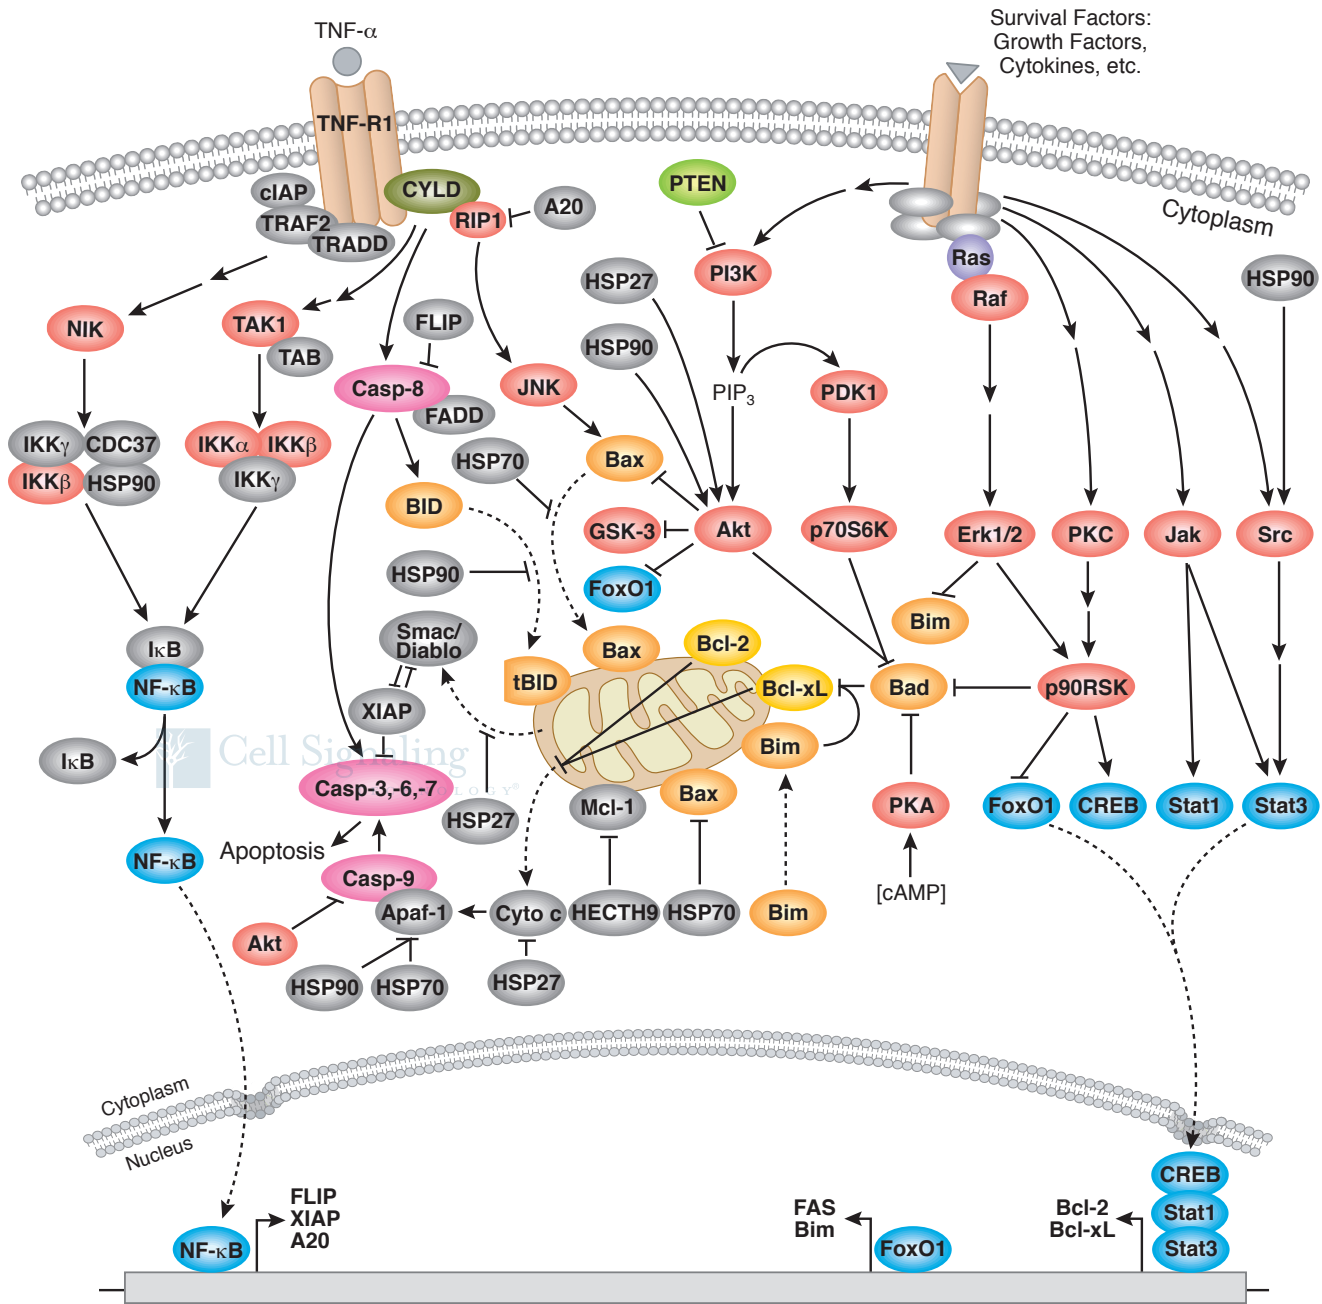 TNF-α
Survival Factors:
Growth Factors,
Cytokines, etc.
TNF-R1
cIAP
CYLD
TRAF2
RIP1
A20
TRADD
PTEN
Cytoplasm
Ras
PI3K
HSP27
HSP90
Raf
NIK
TAK1
TAB
FLIP
HSP90
Casp-8
FADD
JNK
PIP3
PDK1
IKKγ
CDC37
IKKβ
HSP90
IKKα
IKKβ
IKKγ
HSP70
Bax
BID
GSK-3
Akt
p70S6K
Erk1/2
PKC
Jak
Src
HSP90
FoxO1
Bim
IκB
NF-κB
Smac/
Diablo
Bax
Bcl-2
tBID
Bcl-xL
Bad
p90RSK
XIAP
Bim
IκB
Cell Signaling
OLOGY®
Casp-3,-6,-7
HSP27
Mcl-1
Bax
PKA
FoxO1
CREB
Stat1
Stat3
NF-κB
Apoptosis
Casp-9
Apaf-1
Cyto c
HECTH9
HSP70
Bim
[cAMP]
Akt
HSP90
HSP70
HSP27
Cytoplasm
Nucleus
FLIP
XIAP
A20
NF-κB
FAS
Bim
FoxO1
Bcl-2
Bcl-xL
CREB
Stat1
Stat3